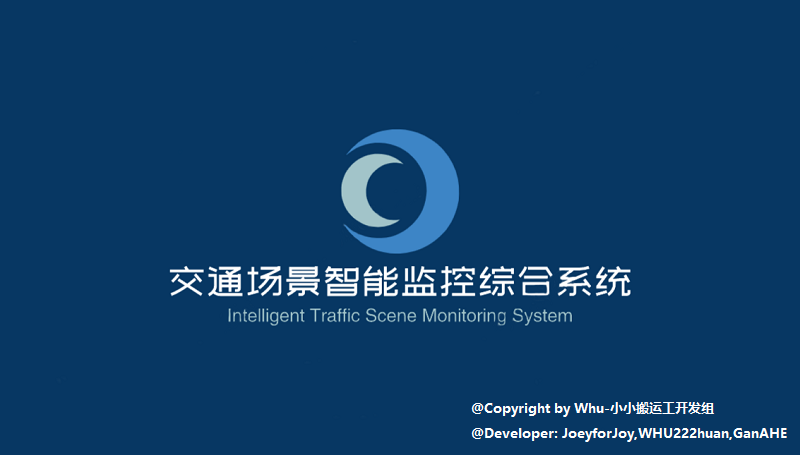 交通场景智能监控综合系统
Intelligent Traffic Scene Monitoring System
@Copyright by Whu-小小搬运工开发组
@Developer: JoeyforJoy,WHU222huan,GanAHE